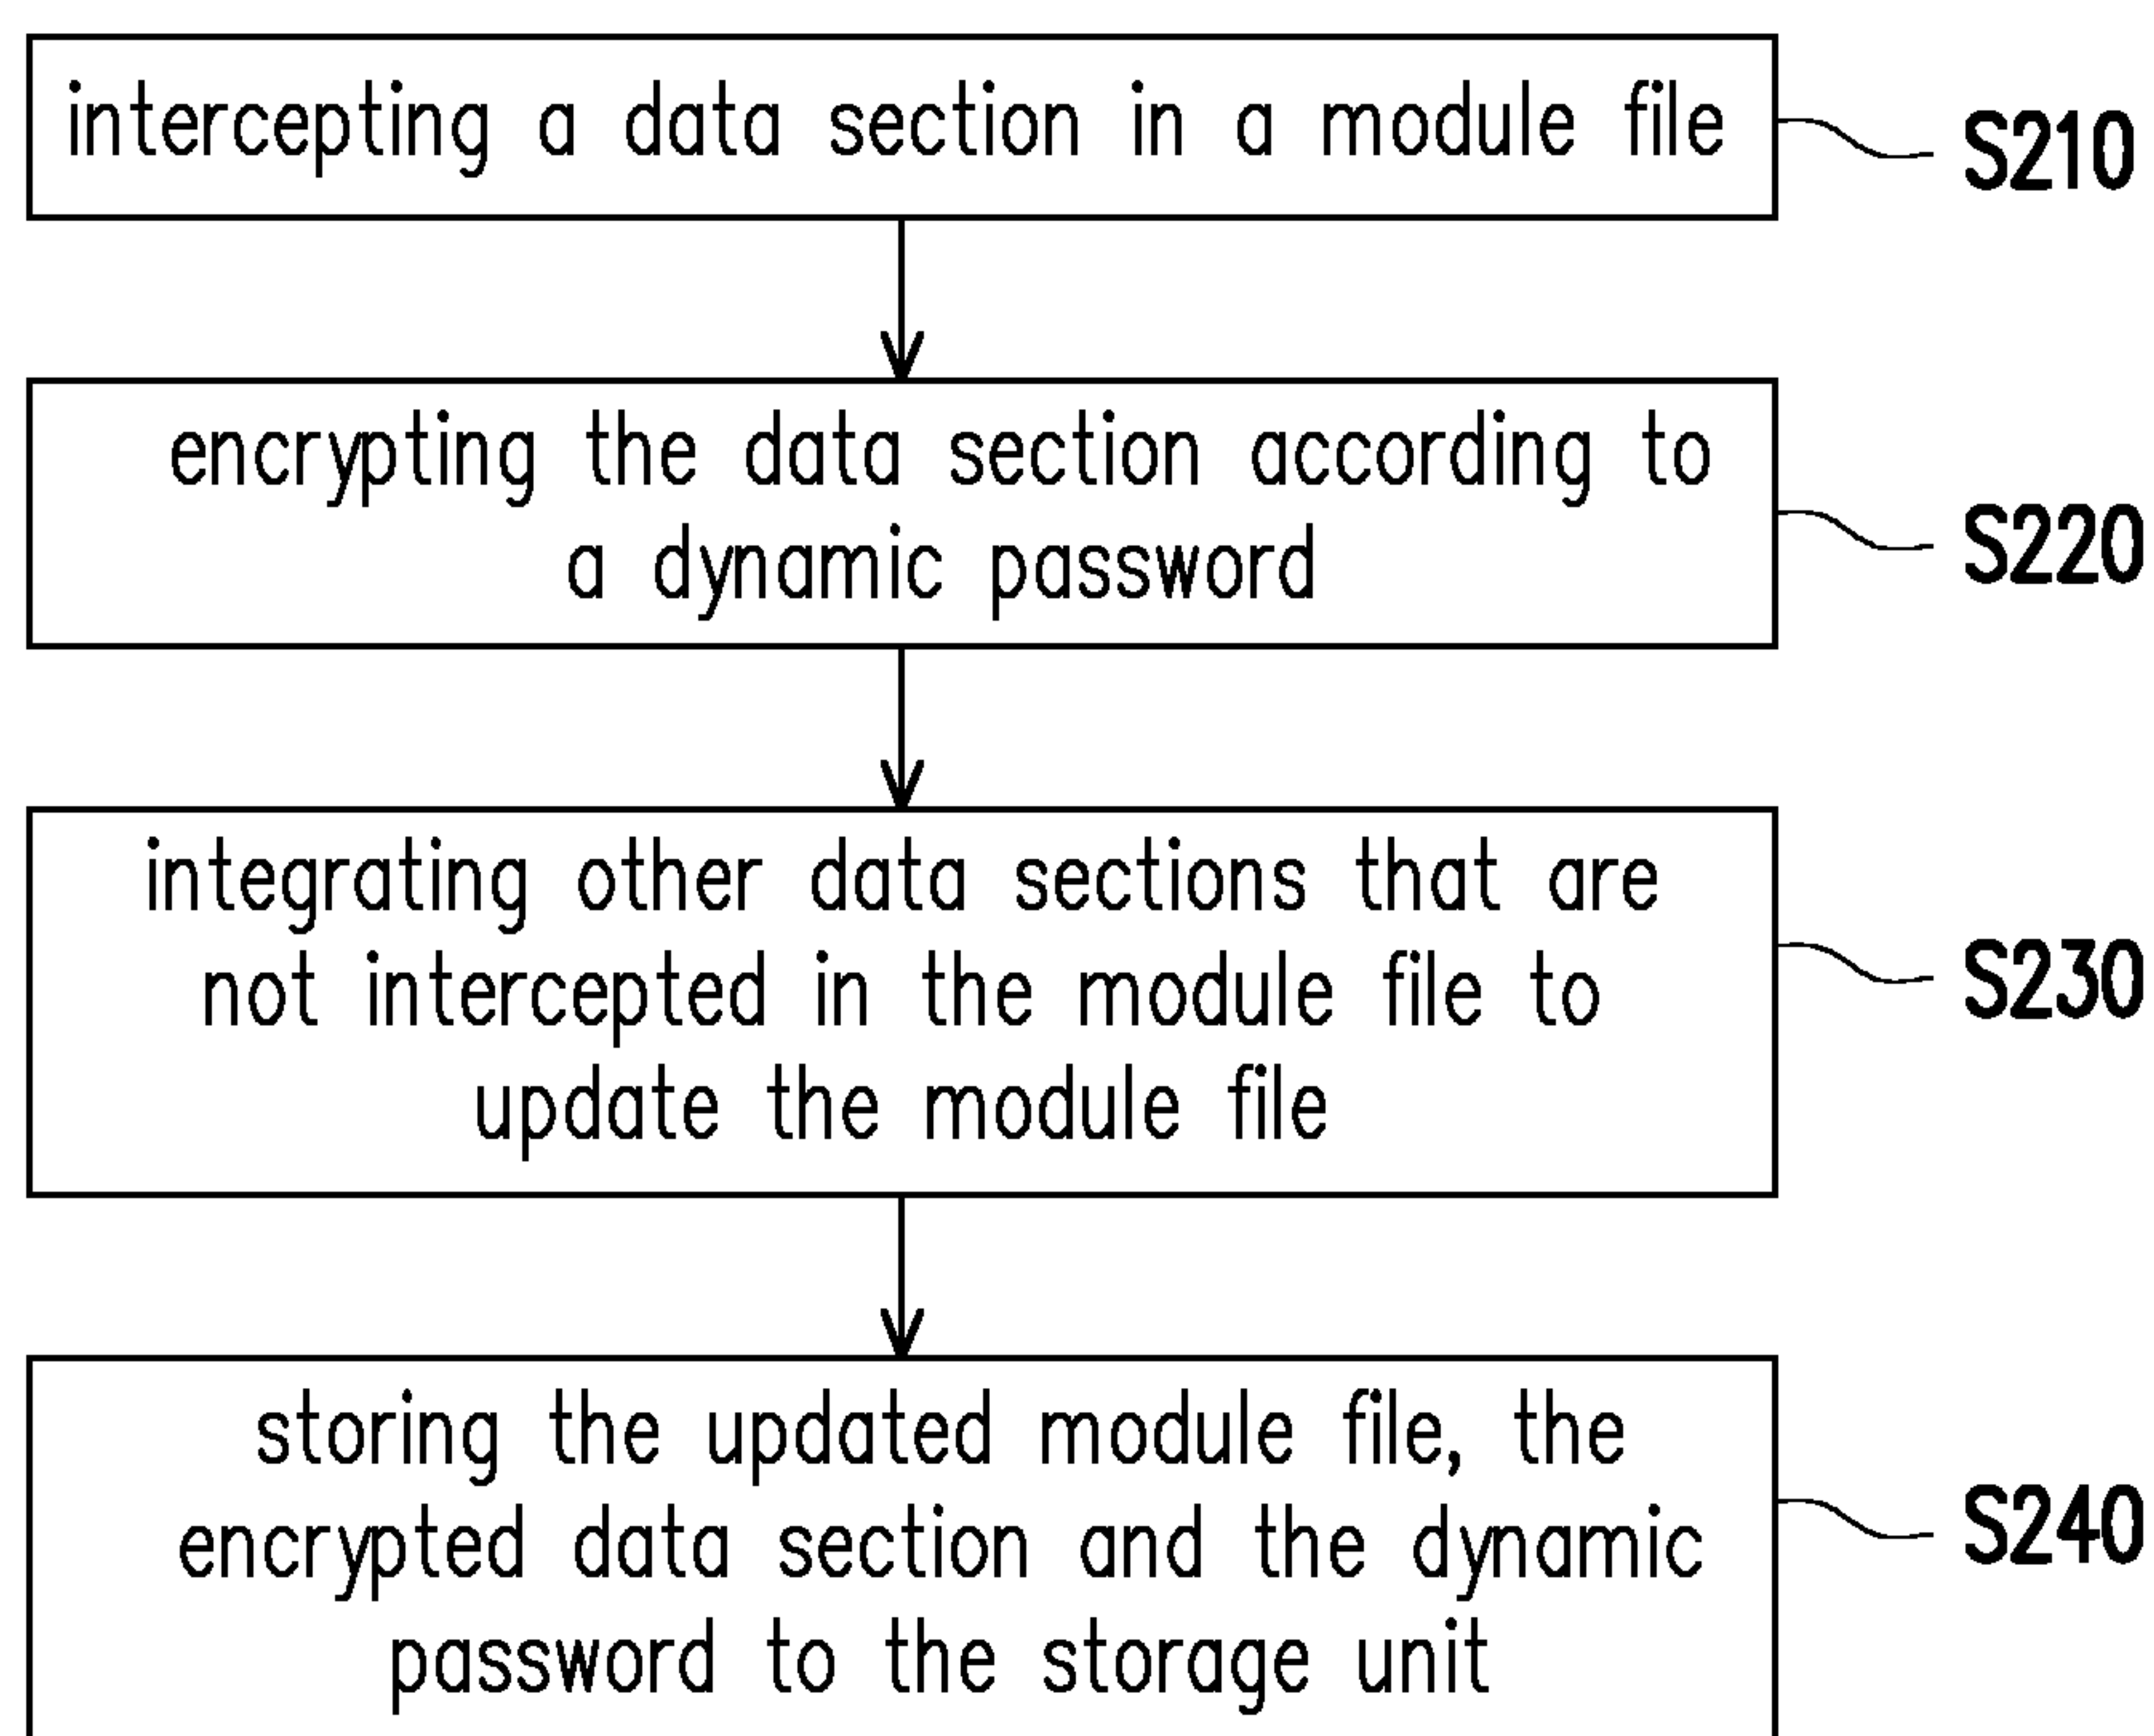 intercepting a data section in a module file
S210
encrypting the data section according to
a dynamic password
S220
integrating other data sections that are
not intercepted in the module file to
update the module file
S230
storing the updated module file, the
encrypted data section and the dynamic
password to the storage unit
S240